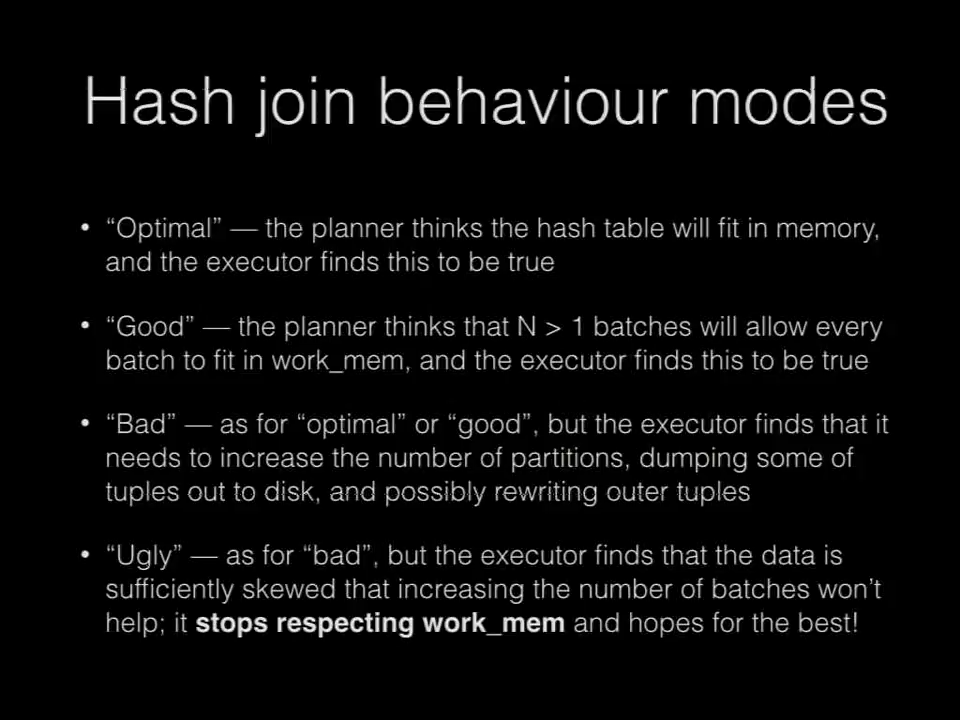 Hash join behaviour modes
• “Optimal” — the planner thinks the hash table will fit in memory,
and the executor finds this to be true
• “Good” — the planner thinks that N > 1 batches will allow every
batch to fit in work_mem, and the executor finds this to be true
• “Bad” — as for “optimal” or “good”, but the executor finds that it
needs to increase the number of partitions, dumping some of
tuples out to disk, and possibly rewriting outer tuples
• “Ugly” — as for “bad”, but the executor finds that the data is
sufficiently skewed that increasing the number of batches won’t
help; it stops respecting work_mem and hopes for the best!